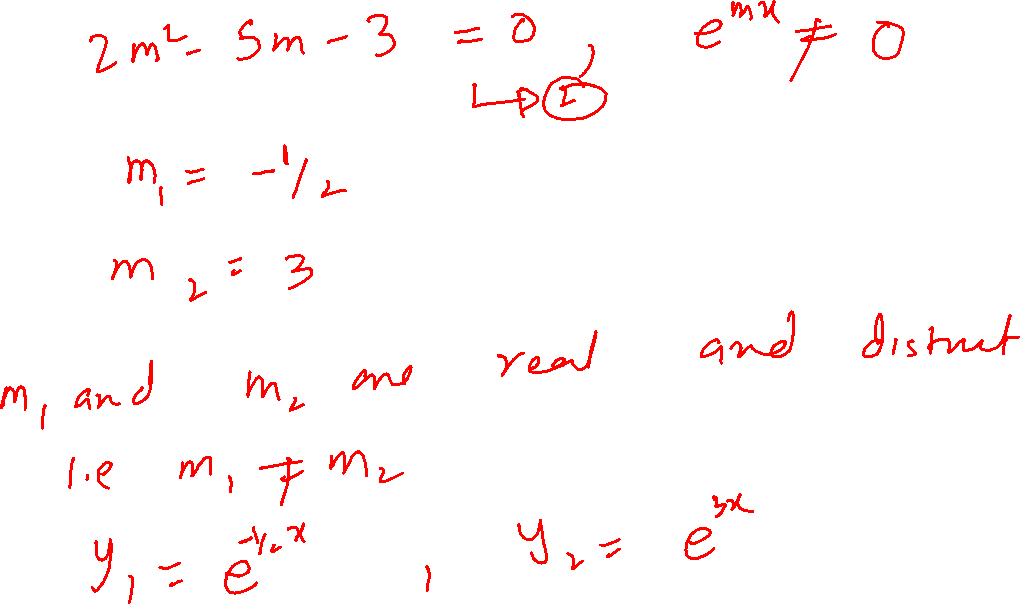 2m² - 5m - 3 = 0, e^{mx} ≠ 0
↳ (I)
m₁ = -1/2
m₂ = 3
m₁ and m₂ are real and distinct
i.e m₁ ≠ m₂
y₁ = e^{-1/2 x} , y₂ = e^{3x}